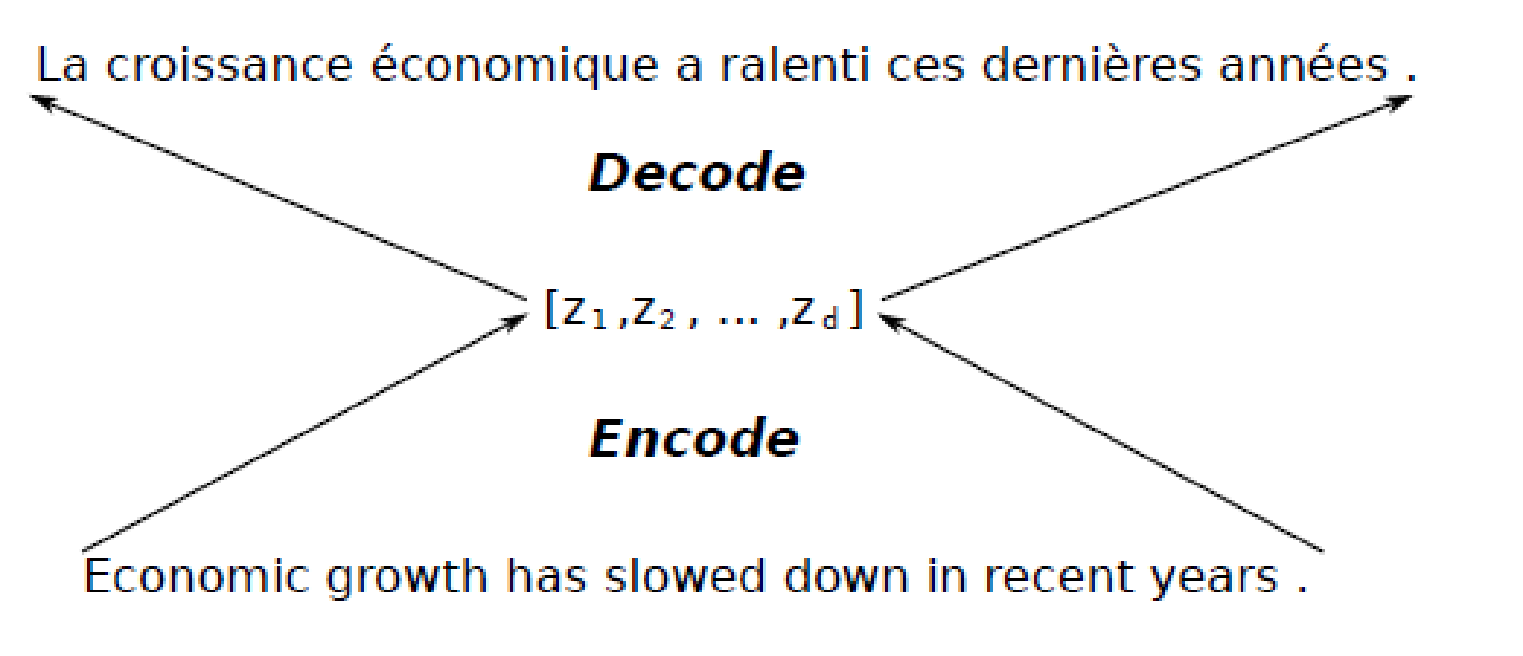 La croissance économique a ralenti ces dernières années .
Decode
[z₁,z₂, ... ,z_d]
Encode
Economic growth has slowed down in recent years .